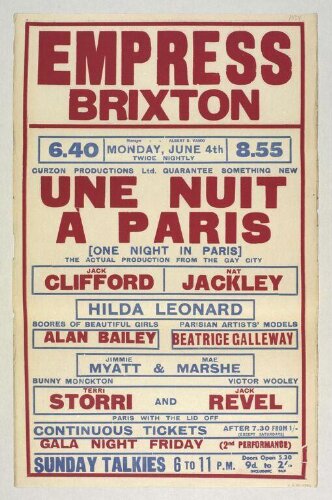 EMPRESS
BRIXTON
6.40
MONDAY, JUNE 4th
TWICE NIGHTLY
8.55
CURZON PRODUCTIONS Ltd. GUARANTEE SOMETHING NEW
UNE NUIT
À PARIS
[ONE NIGHT IN PARIS]
THE ACTUAL PRODUCTION FROM THE GAY CITY
JACK
CLIFFORD
NAT
JACKLEY
HILDA LEONARD
SCORES OF BEAUTIFUL GIRLS PARISIAN ARTISTS' MODELS
ALAN BAILEY
BEATRICE GALLEWAY
JIMMIE MAE
MYATT & MARSHE
BUNNY MONCKTON VICTOR WOOLEY
TERRI JACK
STORRI AND REVEL
PARIS WITH THE LID OFF
CONTINUOUS TICKETS AFTER 7.30 FROM 1/-
(EXCEPT SATURDAYS)
GALA NIGHT FRIDAY (2nd PERFORMANCE)
SUNDAY TALKIES 6 TO 11 P.M.
Doors Open 5.30
9d. to 2/-